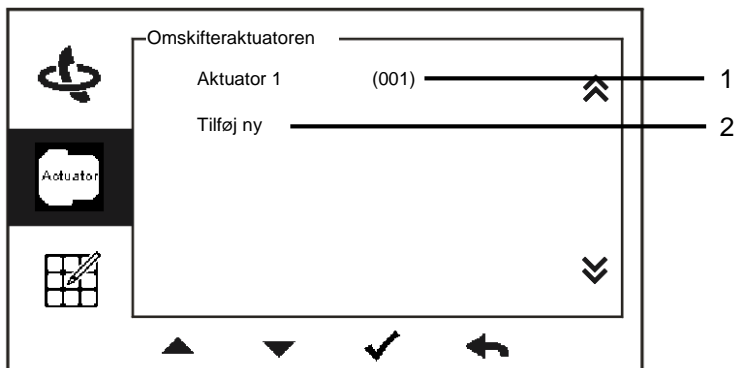 Omskifteraktuatoren
Aktuator 1 (001) 1
Tilføj ny 2
Actuator